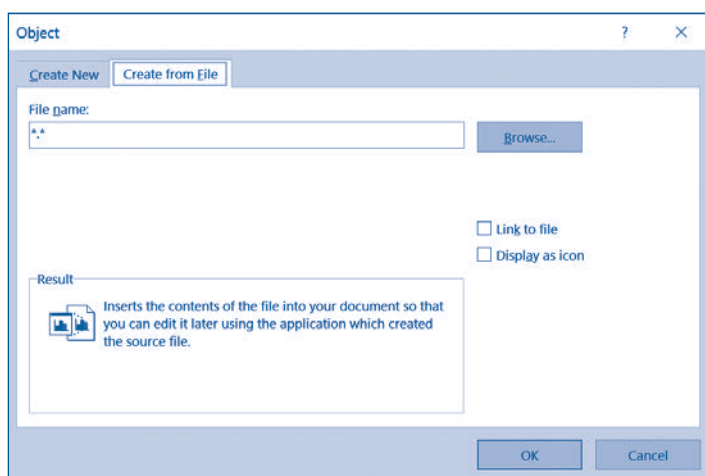 Object
?
Create New
Create from File
File name:
*.*
Browse...
Link to file
Display as icon
Result
Inserts the contents of the file into your document so that
you can edit it later using the application which created
the source file.
OK
Cancel